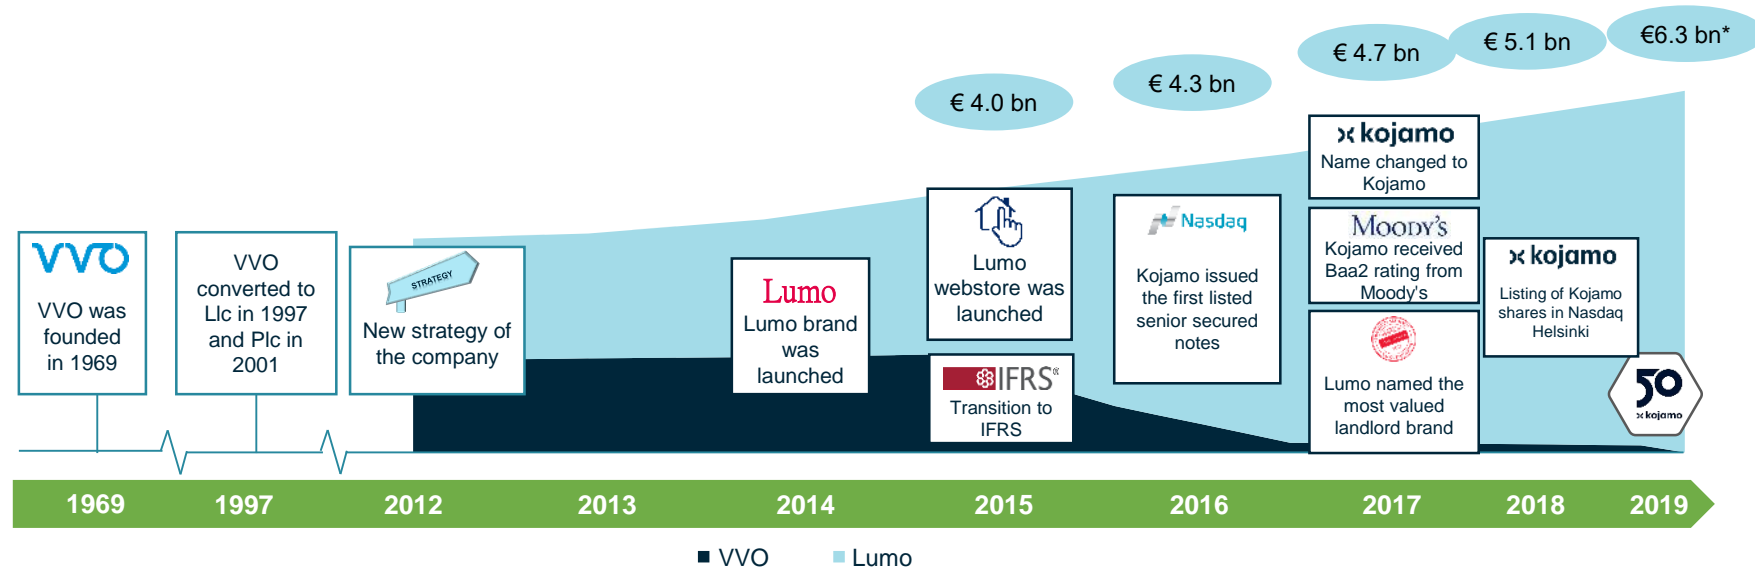 € 4.0 bn
€ 4.3 bn
€ 4.7 bn
€ 5.1 bn
€6.3 bn*
VVO
VVO was
founded
in 1969
VVO
converted to
Llc in 1997
and Plc in
2001
STRATEGY
New strategy of
the company
Lumo
Lumo brand
was
launched
Lumo
webstore was
launched
IFRS
Transition to
IFRS
Nasdaq
Kojamo issued
the first listed
senior secured
notes
kojamo
Name changed to
Kojamo
MOODY'S
Kojamo received
Baa2 rating from
Moody's
Lumo named the
most valued
landlord brand
kojamo
Listing of Kojamo
shares in Nasdaq
Helsinki
50
kojamo
1969
1997
2012
2013
2014
2015
2016
2017
2018
2019
VVO
Lumo